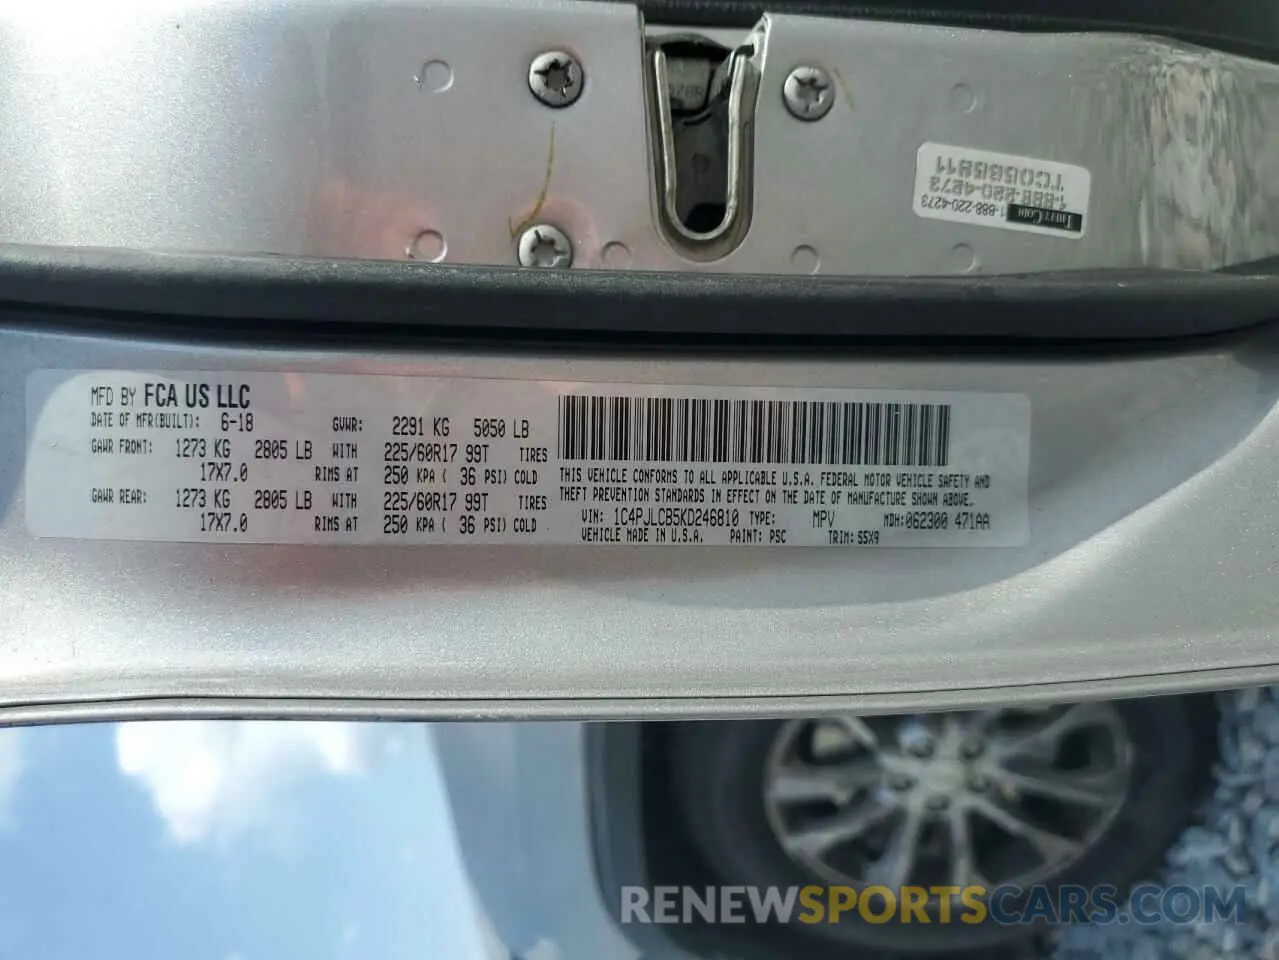 TC0585811
1-888-220-4273
1-888-220-4273
MFD BY FCA US LLC
DATE OF MFR(BUILT): 6-18 GVWR: 2291 KG 5050 LB
GAWR FRONT: 1273 KG 2805 LB WITH 225/60R17 99T TIRES
17X7.0 RIMS AT 250 KPA ( 36 PSI) COLD
GAWR REAR: 1273 KG 2805 LB WITH 225/60R17 99T TIRES
17X7.0 RIMS AT 250 KPA ( 36 PSI) COLD
THIS VEHICLE CONFORMS TO ALL APPLICABLE U.S.A. FEDERAL MOTOR VEHICLE SAFETY AND
THEFT PREVENTION STANDARDS IN EFFECT ON THE DATE OF MANUFACTURE SHOWN ABOVE.
VIN: 1C4PJLCB5KD246810 TYPE: MPV MDH:062300 471AA
VEHICLE MADE IN U.S.A. PAINT: PSC TRIM: S5X9
RENEWSPORTSCARS.COM